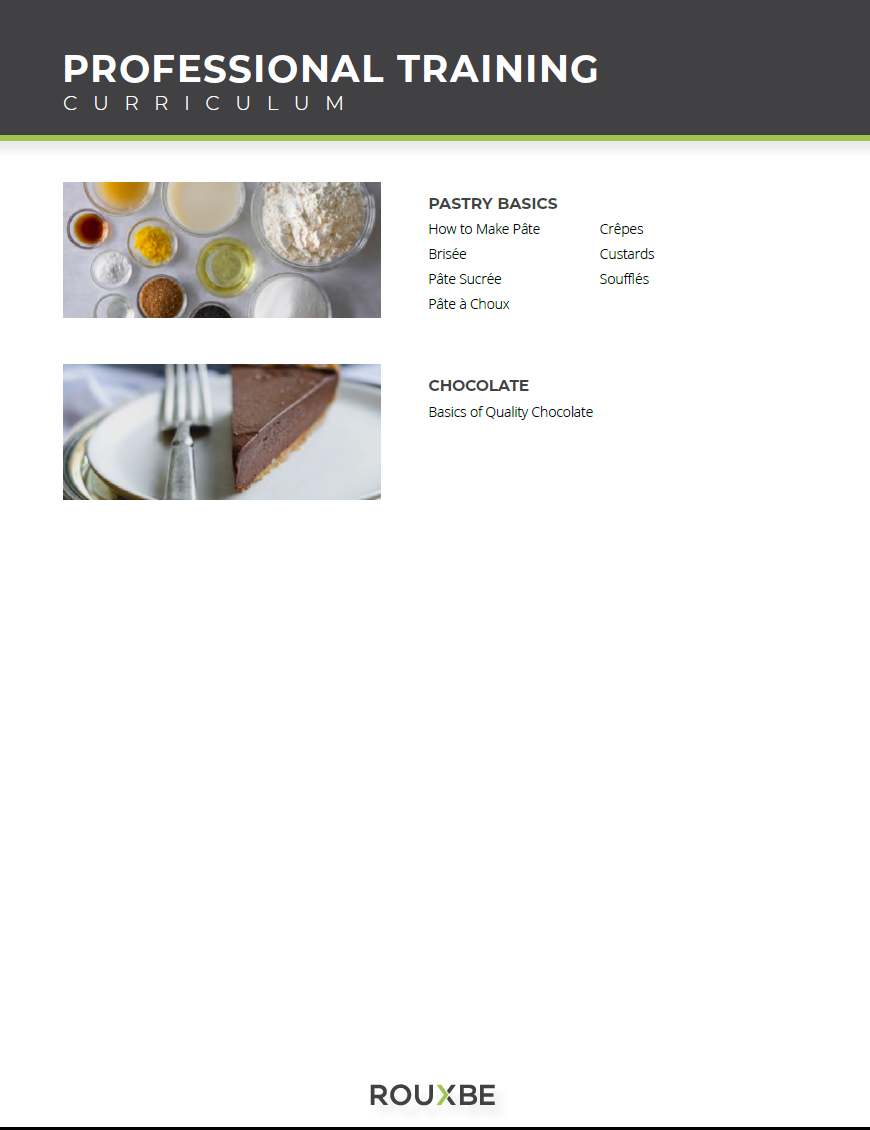 PROFESSIONAL TRAINING
CURRICULUM
PASTRY BASICS
How to Make Pâte
Brisée
Pâte Sucrée
Pâte à Choux
Crêpes
Custards
Soufflés
CHOCOLATE
Basics of Quality Chocolate
ROUXBE